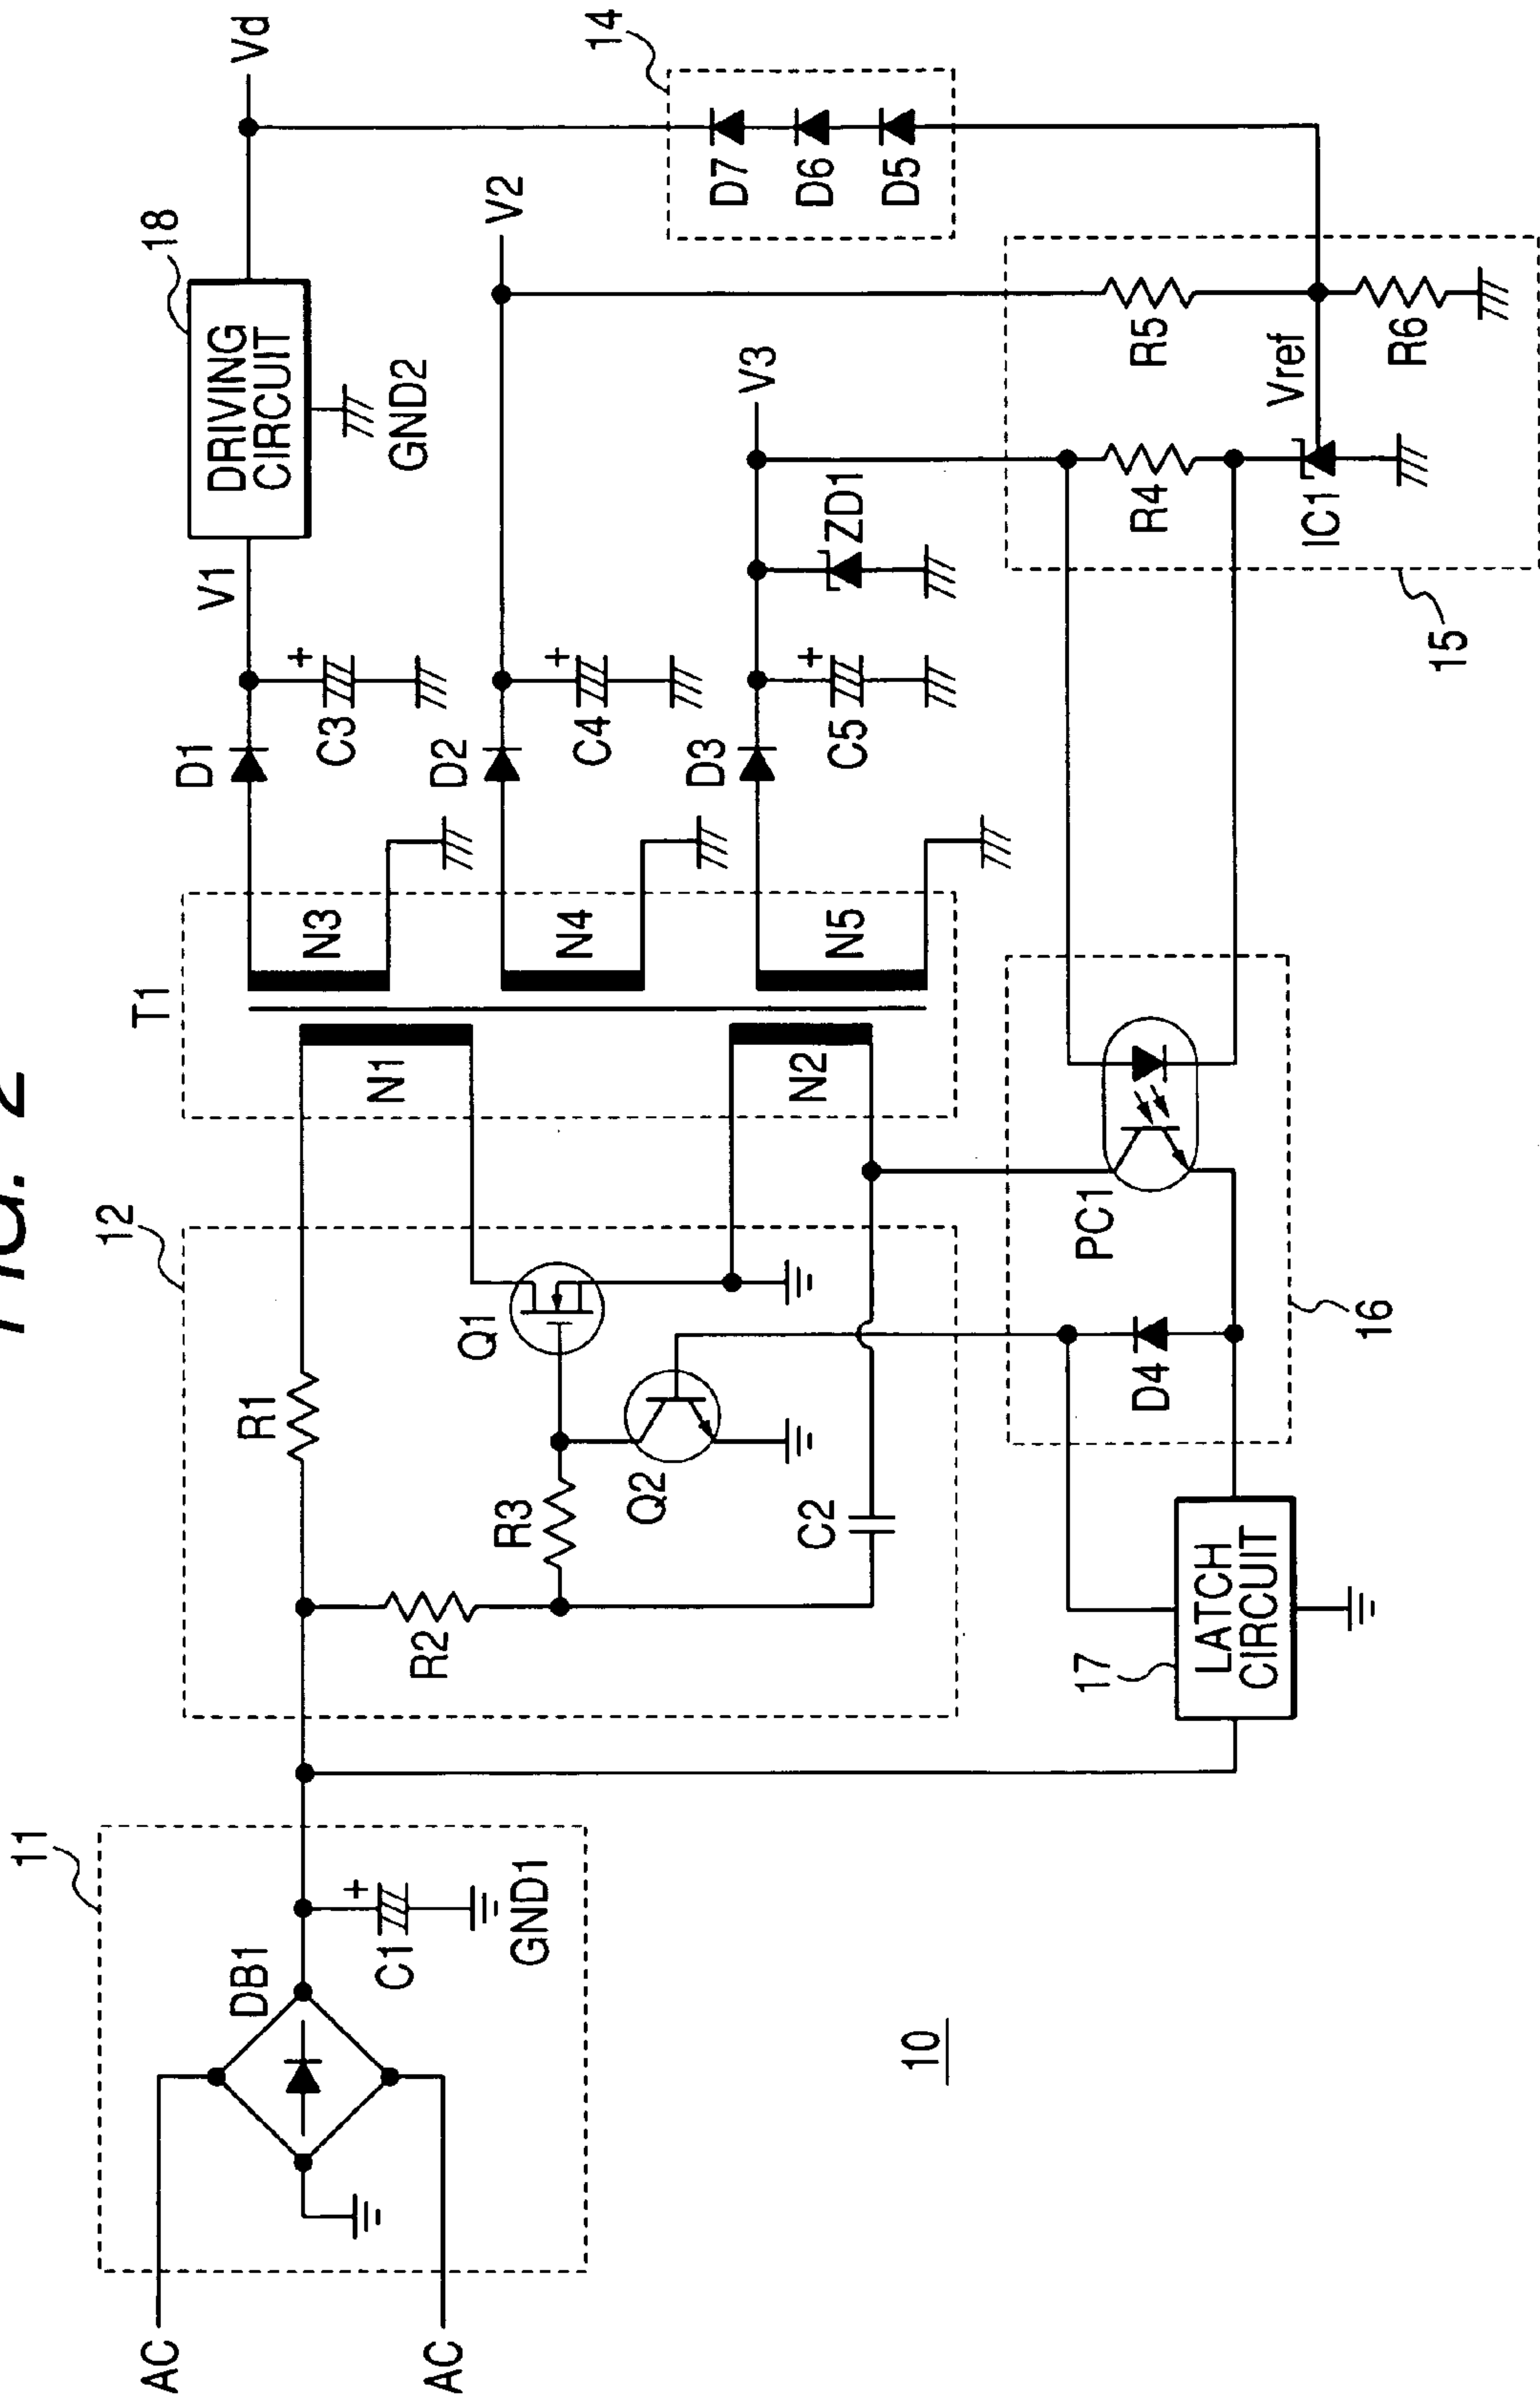 FIG. 2
11
AC
AC
DB1
C1
+
GND1
12
R1
R2
R3
Q1
Q2
C2
T1
N1
N2
N3
N4
N5
D1
C3
+
V1
18
DRIVING
CIRCUIT
GND2
Vd
D2
C4
+
V2
D3
C5
+
ZD1
V3
14
D7
D6
D5
15
R4
R5
R6
Vref
IC1
16
PC1
D4
17
LATCH
CIRCUIT
10